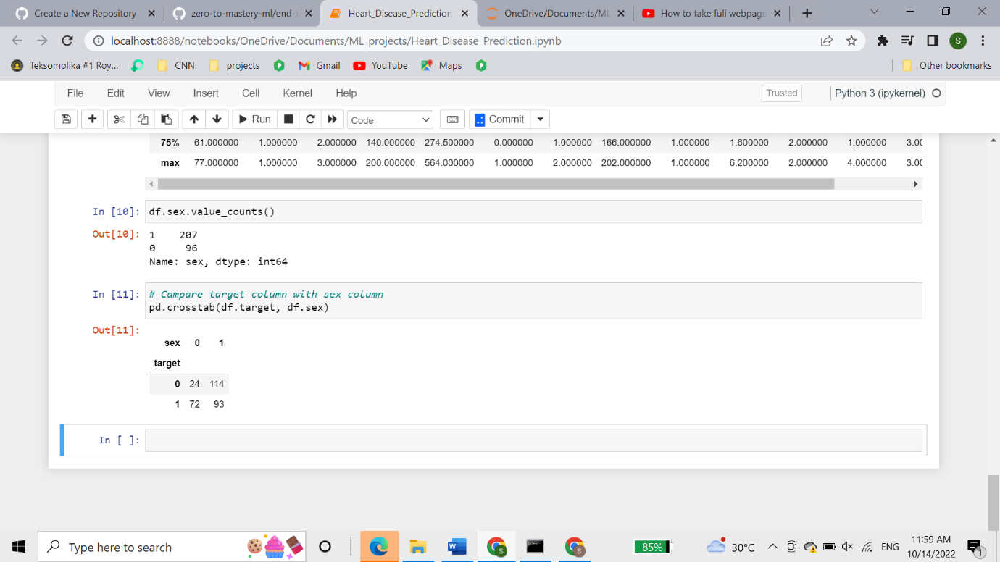 Create a New Repository
zero-to-mastery-ml/end-t
Heart_Disease_Prediction
OneDrive/Documents/ML
How to take full webpage
localhost:8888/notebooks/OneDrive/Documents/ML_projects/Heart_Disease_Prediction.ipynb
S
Teksomolika #1 Roy...
CNN
projects
Gmail
YouTube
Maps
Other bookmarks
File Edit View Insert Cell Kernel Help
Trusted
Python 3 (ipykernel)
Run
Code
Commit
75% 61.000000 1.000000 2.000000 140.000000 274.500000 0.000000 1.000000 166.000000 1.000000 1.600000 2.000000 1.000000 3.00
max 77.000000 1.000000 3.000000 200.000000 564.000000 1.000000 2.000000 202.000000 1.000000 6.200000 2.000000 4.000000 3.00
In [10]: df.sex.value_counts()
Out[10]: 1 207
0 96
Name: sex, dtype: int64
In [11]: # Campare target column with sex column
pd.crosstab(df.target, df.sex)
Out[11]:
sex 0 1
target
0 24 114
1 72 93
In [ ]:
Type here to search
85%
30°C
ENG
11:59 AM
10/14/2022
1